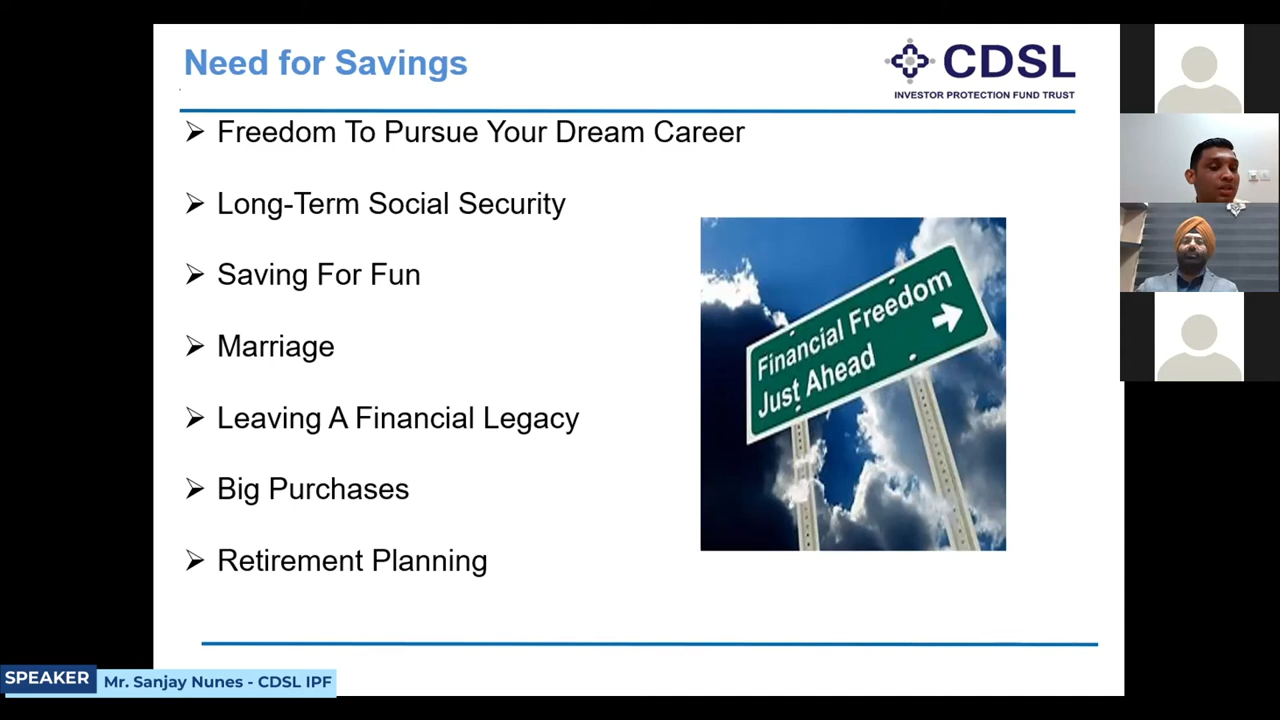 Need for Savings
CDSL
INVESTOR PROTECTION FUND TRUST
Freedom To Pursue Your Dream Career
Long-Term Social Security
Saving For Fun
Marriage
Leaving A Financial Legacy
Big Purchases
Retirement Planning
Financial Freedom
Just Ahead
SPEAKER
Mr. Sanjay Nunes - CDSL IPF